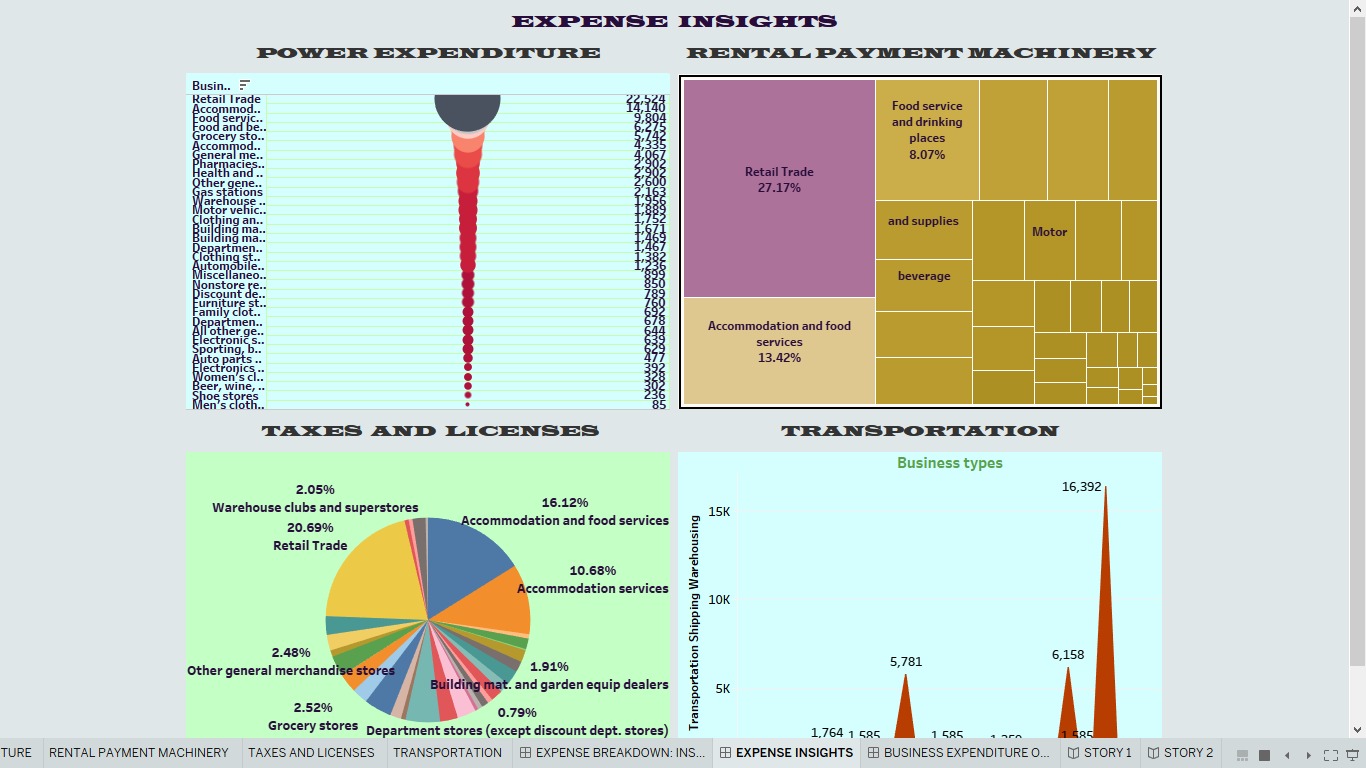 EXPENSE INSIGHTS
POWER EXPENDITURE
Busin..
Retail Trade 22,524
Accommod.. 14,140
Food servic.. 9,804
Food and be.. 6,275
Grocery sto.. 5,742
Accommod.. 4,335
General me.. 4,067
Pharmacies.. 2,902
Health and .. 2,902
Other gene.. 2,600
Gas stations 2,163
Warehouse .. 1,956
Motor vehic.. 1,889
Clothing an.. 1,752
Building ma.. 1,671
Building ma.. 1,469
Departmen.. 1,467
Clothing st.. 1,382
Automobile.. 1,236
Miscellaneo.. 899
Nonstore re.. 850
Discount de.. 789
Furniture st.. 760
Family clot.. 692
Departmen.. 678
All other ge.. 644
Electronic s.. 639
Sporting, b.. 629
Auto parts .. 477
Electronics .. 392
Women's cl.. 328
Beer, wine, .. 302
Shoe stores 236
Men's cloth.. 85
RENTAL PAYMENT MACHINERY
Retail Trade
27.17%
Accommodation and food
services
13.42%
Food service
and drinking
places
8.07%
and supplies
Motor
beverage
TAXES AND LICENSES
2.05%
Warehouse clubs and superstores
20.69%
Retail Trade
16.12%
Accommodation and food services
10.68%
Accommodation services
2.48%
Other general merchandise stores
1.91%
Building mat. and garden equip dealers
2.52%
Grocery stores
0.79%
Department stores (except discount dept. stores)
TRANSPORTATION
Business types
Transportation Shipping Warehousing
15K
10K
5K
16,392
5,781
6,158
1,764
1,585
1,585
1,585
TURE
RENTAL PAYMENT MACHINERY
TAXES AND LICENSES
TRANSPORTATION
EXPENSE BREAKDOWN: INS...
EXPENSE INSIGHTS
BUSINESS EXPENDITURE O...
STORY 1
STORY 2